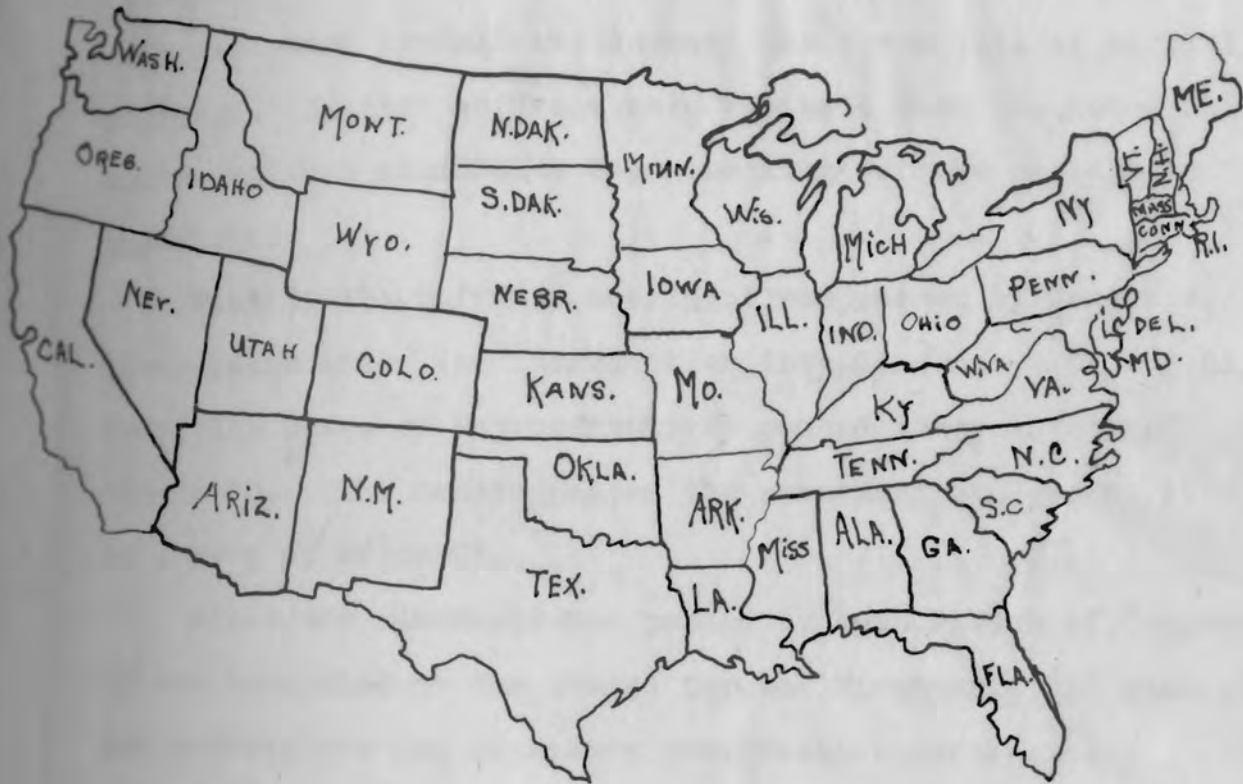 WASH.
MONT.
N.DAK.
MINN.
ME.
OREG.
IDAHO
S.DAK.
WIS.
MICH
NY
VT.
N.H.
MASS
CONN.
R.I.
WYO.
NEBR.
IOWA
ILL.
IND.
OHIO
PENN.
DEL.
MD.
CAL.
NEV.
UTAH
COLO.
KANS.
MO.
KY
W.VA
VA.
ARIZ.
N.M.
OKLA.
ARK.
TENN.
N.C.
S.C
TEX.
LA.
MISS
ALA.
GA.
FLA.